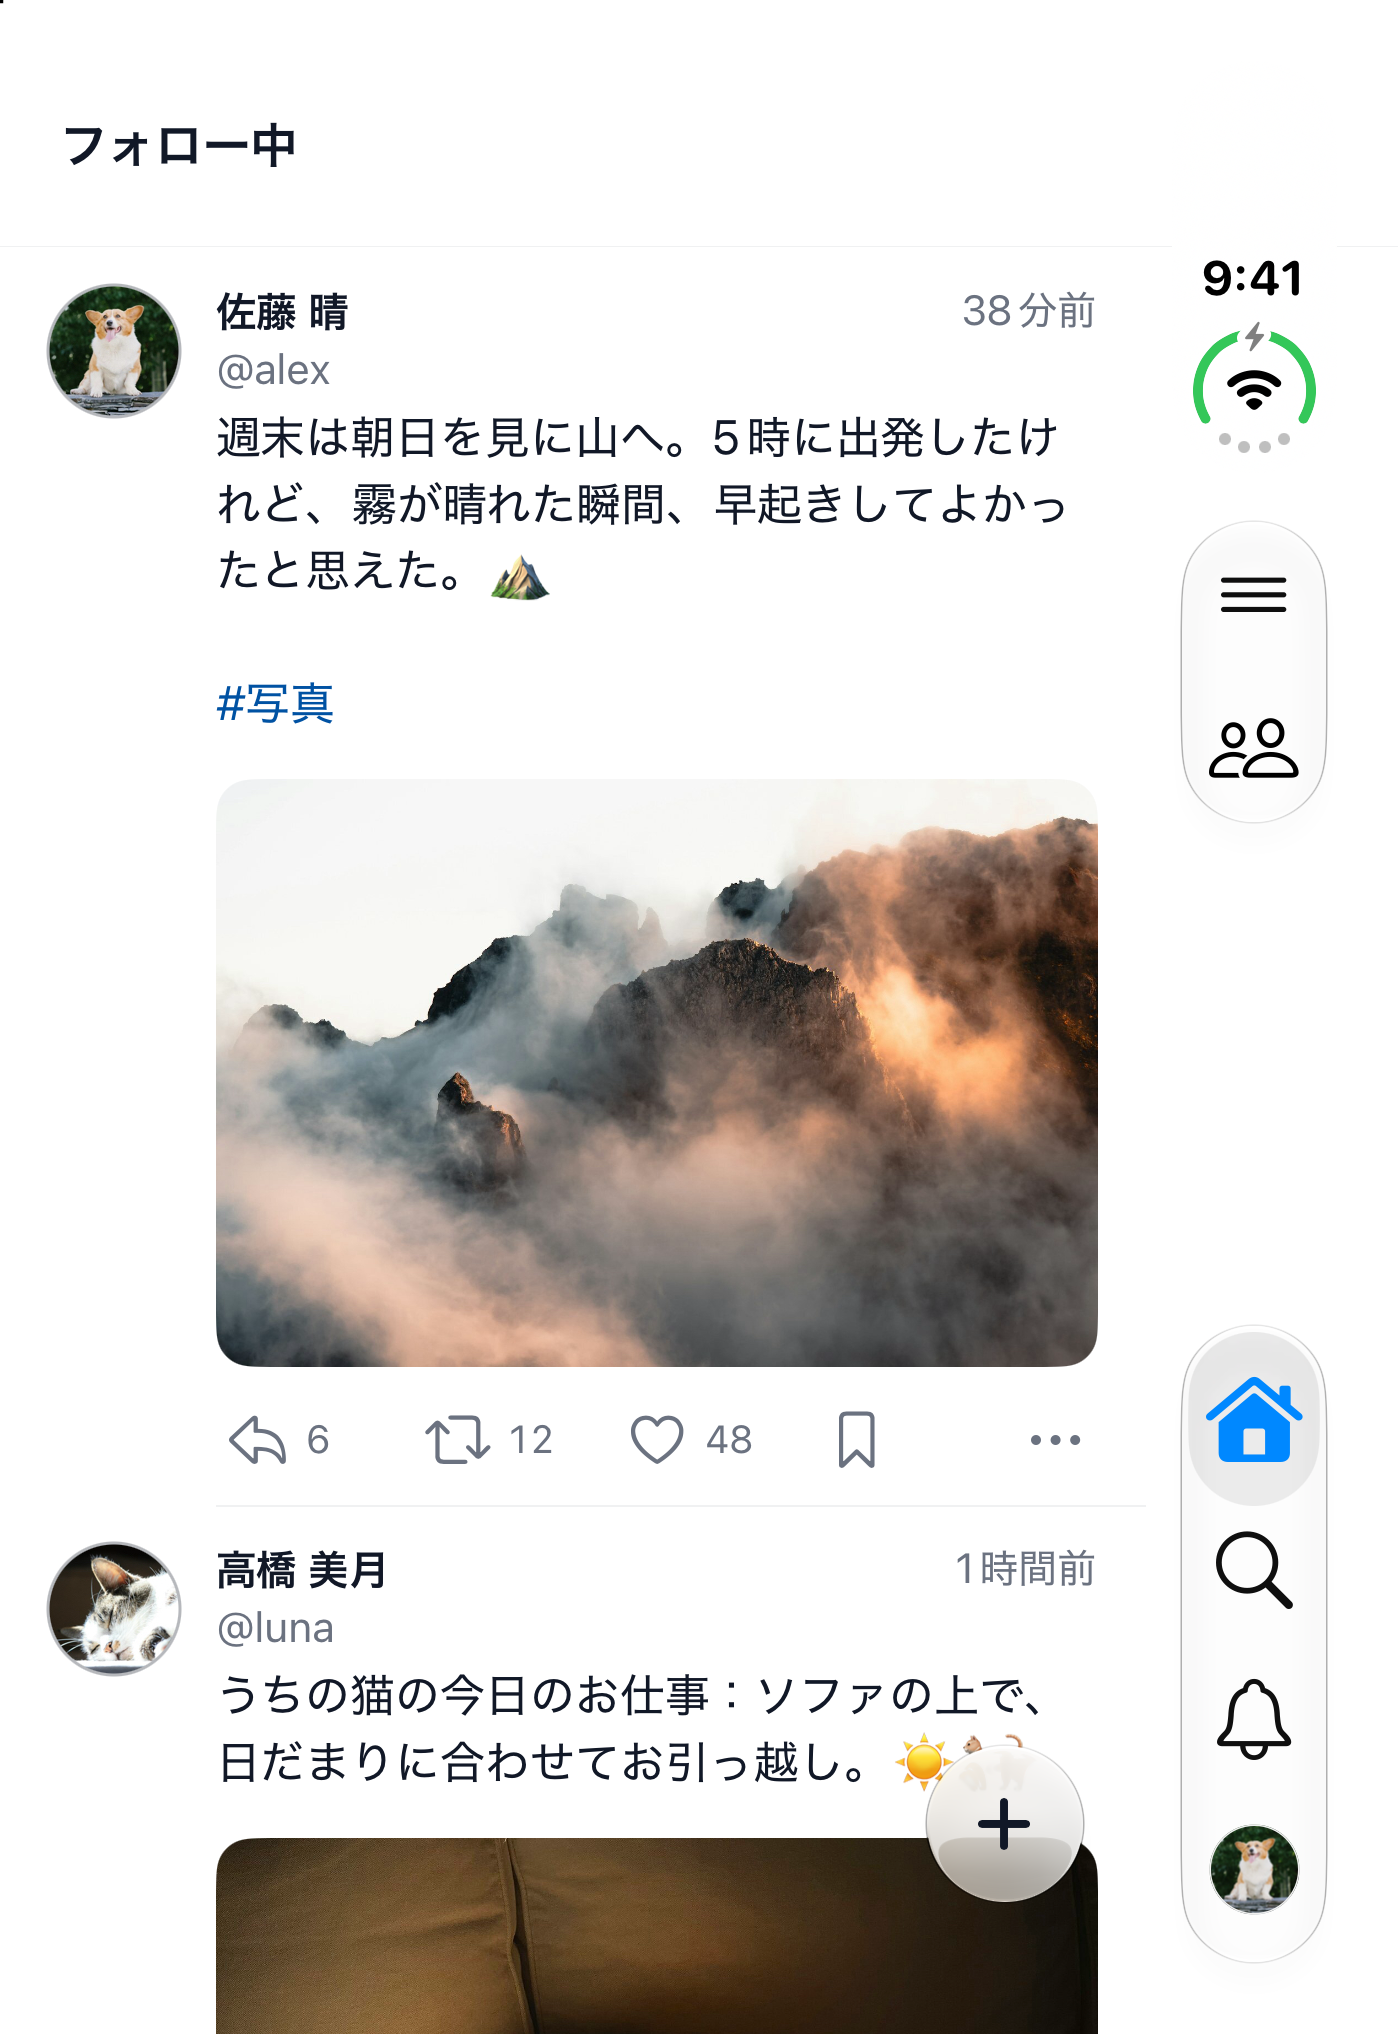 フォロー中
9:41
佐藤 晴
38分前
@alex
週末は朝日を見に山へ。5時に出発したけ
れど、霧が晴れた瞬間、早起きしてよかっ
たと思えた。⛰️
#写真
6 12 48
高橋 美月
1時間前
@luna
うちの猫の今日のお仕事：ソファの上で、
日だまりに合わせてお引っ越し。☀️🐈